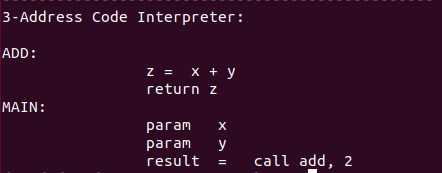 3-Address Code Interpreter:
ADD:
z = x + y
return z
MAIN:
param x
param y
result = call add, 2